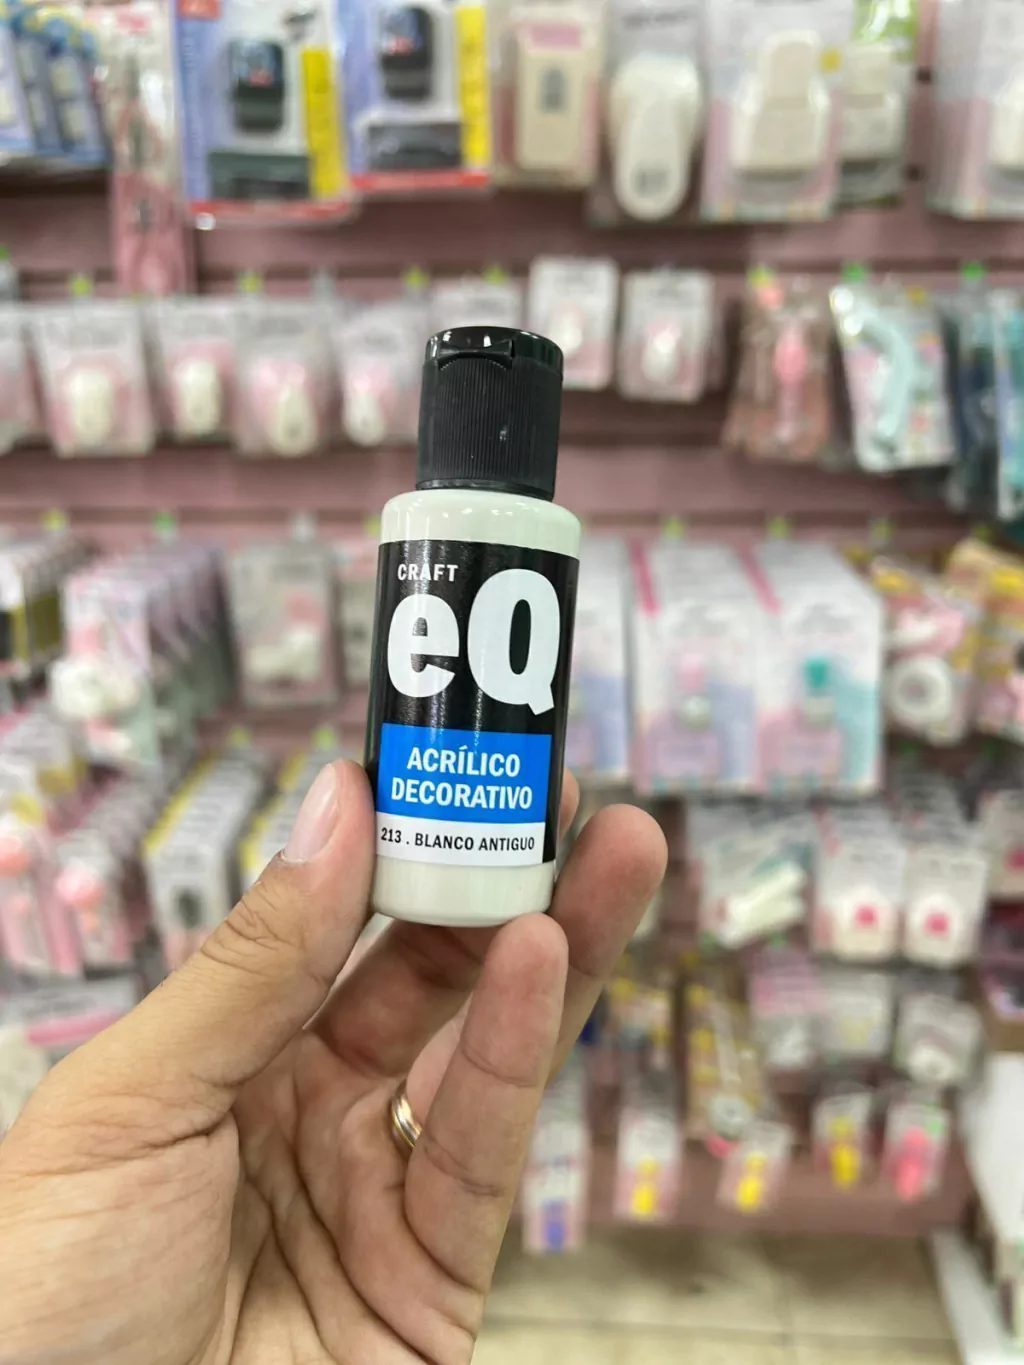 CRAFT
eQ
ACRÍLICO
DECORATIVO
213 . BLANCO ANTIGUO